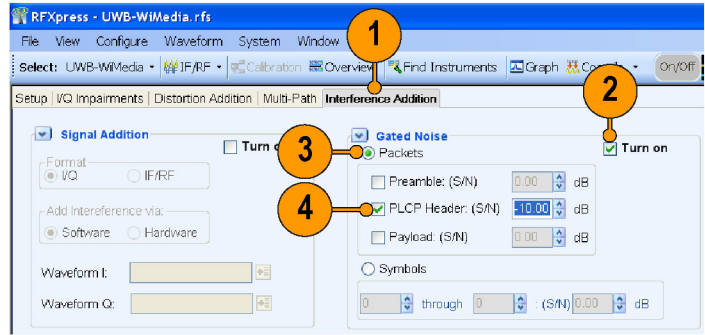 RFXpress - UWB-WiMedia.rfs
File View Configure Waveform System Window
1
Select: UWB-WiMedia IF/RF Calibration Overview Find Instruments Graph On/Off
Setup I/Q Impairments Distortion Addition Multi-Path Interference Addition
2
Signal Addition
Turn
Gated Noise
Turn on
3
Packets
Format
I/Q IF/RF
Preamble: (S/N) 0.00 dB
4
PLCP Header: (S/N) -10.00 dB
Add Intereference via:
Software Hardware
Payload: (S/N) 0.00 dB
Waveform I:
Symbols
Waveform Q:
0 through 0 : (S/N) 0.00 dB